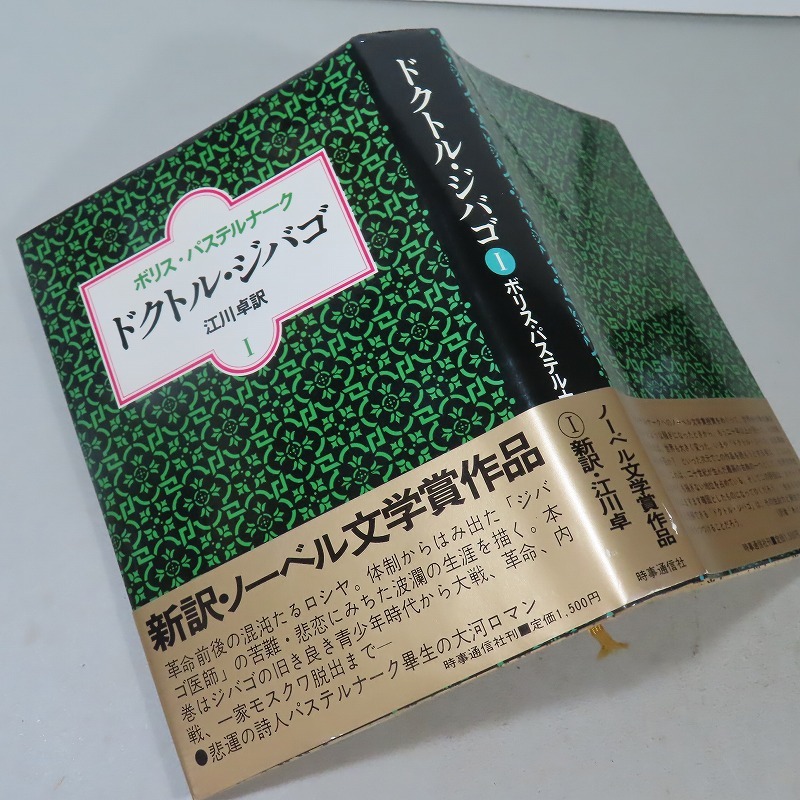 ボリス・パステルナーク
ドクトル・ジバゴ
江川卓訳
I
新訳・ノーベル文学賞作品
革命前後の混沌たるロシヤ。体制からはみ出た「ジバ
ゴ医師」の苦難・悲恋にみちた波瀾の生涯を描く。本
巻はジバゴの旧き良き青少年時代から大戦、革命、内
戦、一家モスクワ脱出まで―
●悲運の詩人パステルナーク畢生の大河ロマン
時事通信社刊■定価1,500円
ドクトル・ジバゴ
I
ボリス・パステルナ
I
新訳・江川卓
ノーベル文学賞作品
時事通信社